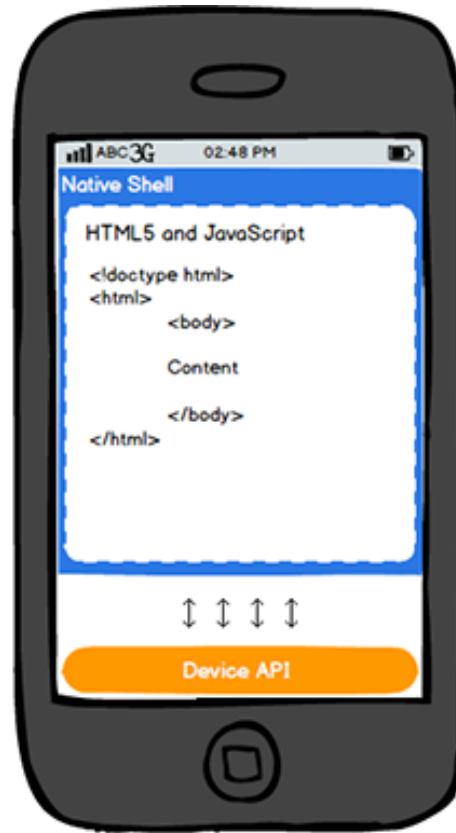 ABC 3G 02:48 PM
Native Shell
HTML5 and JavaScript
<!doctype html>
<html>
<body>
Content
</body>
</html>
Device API